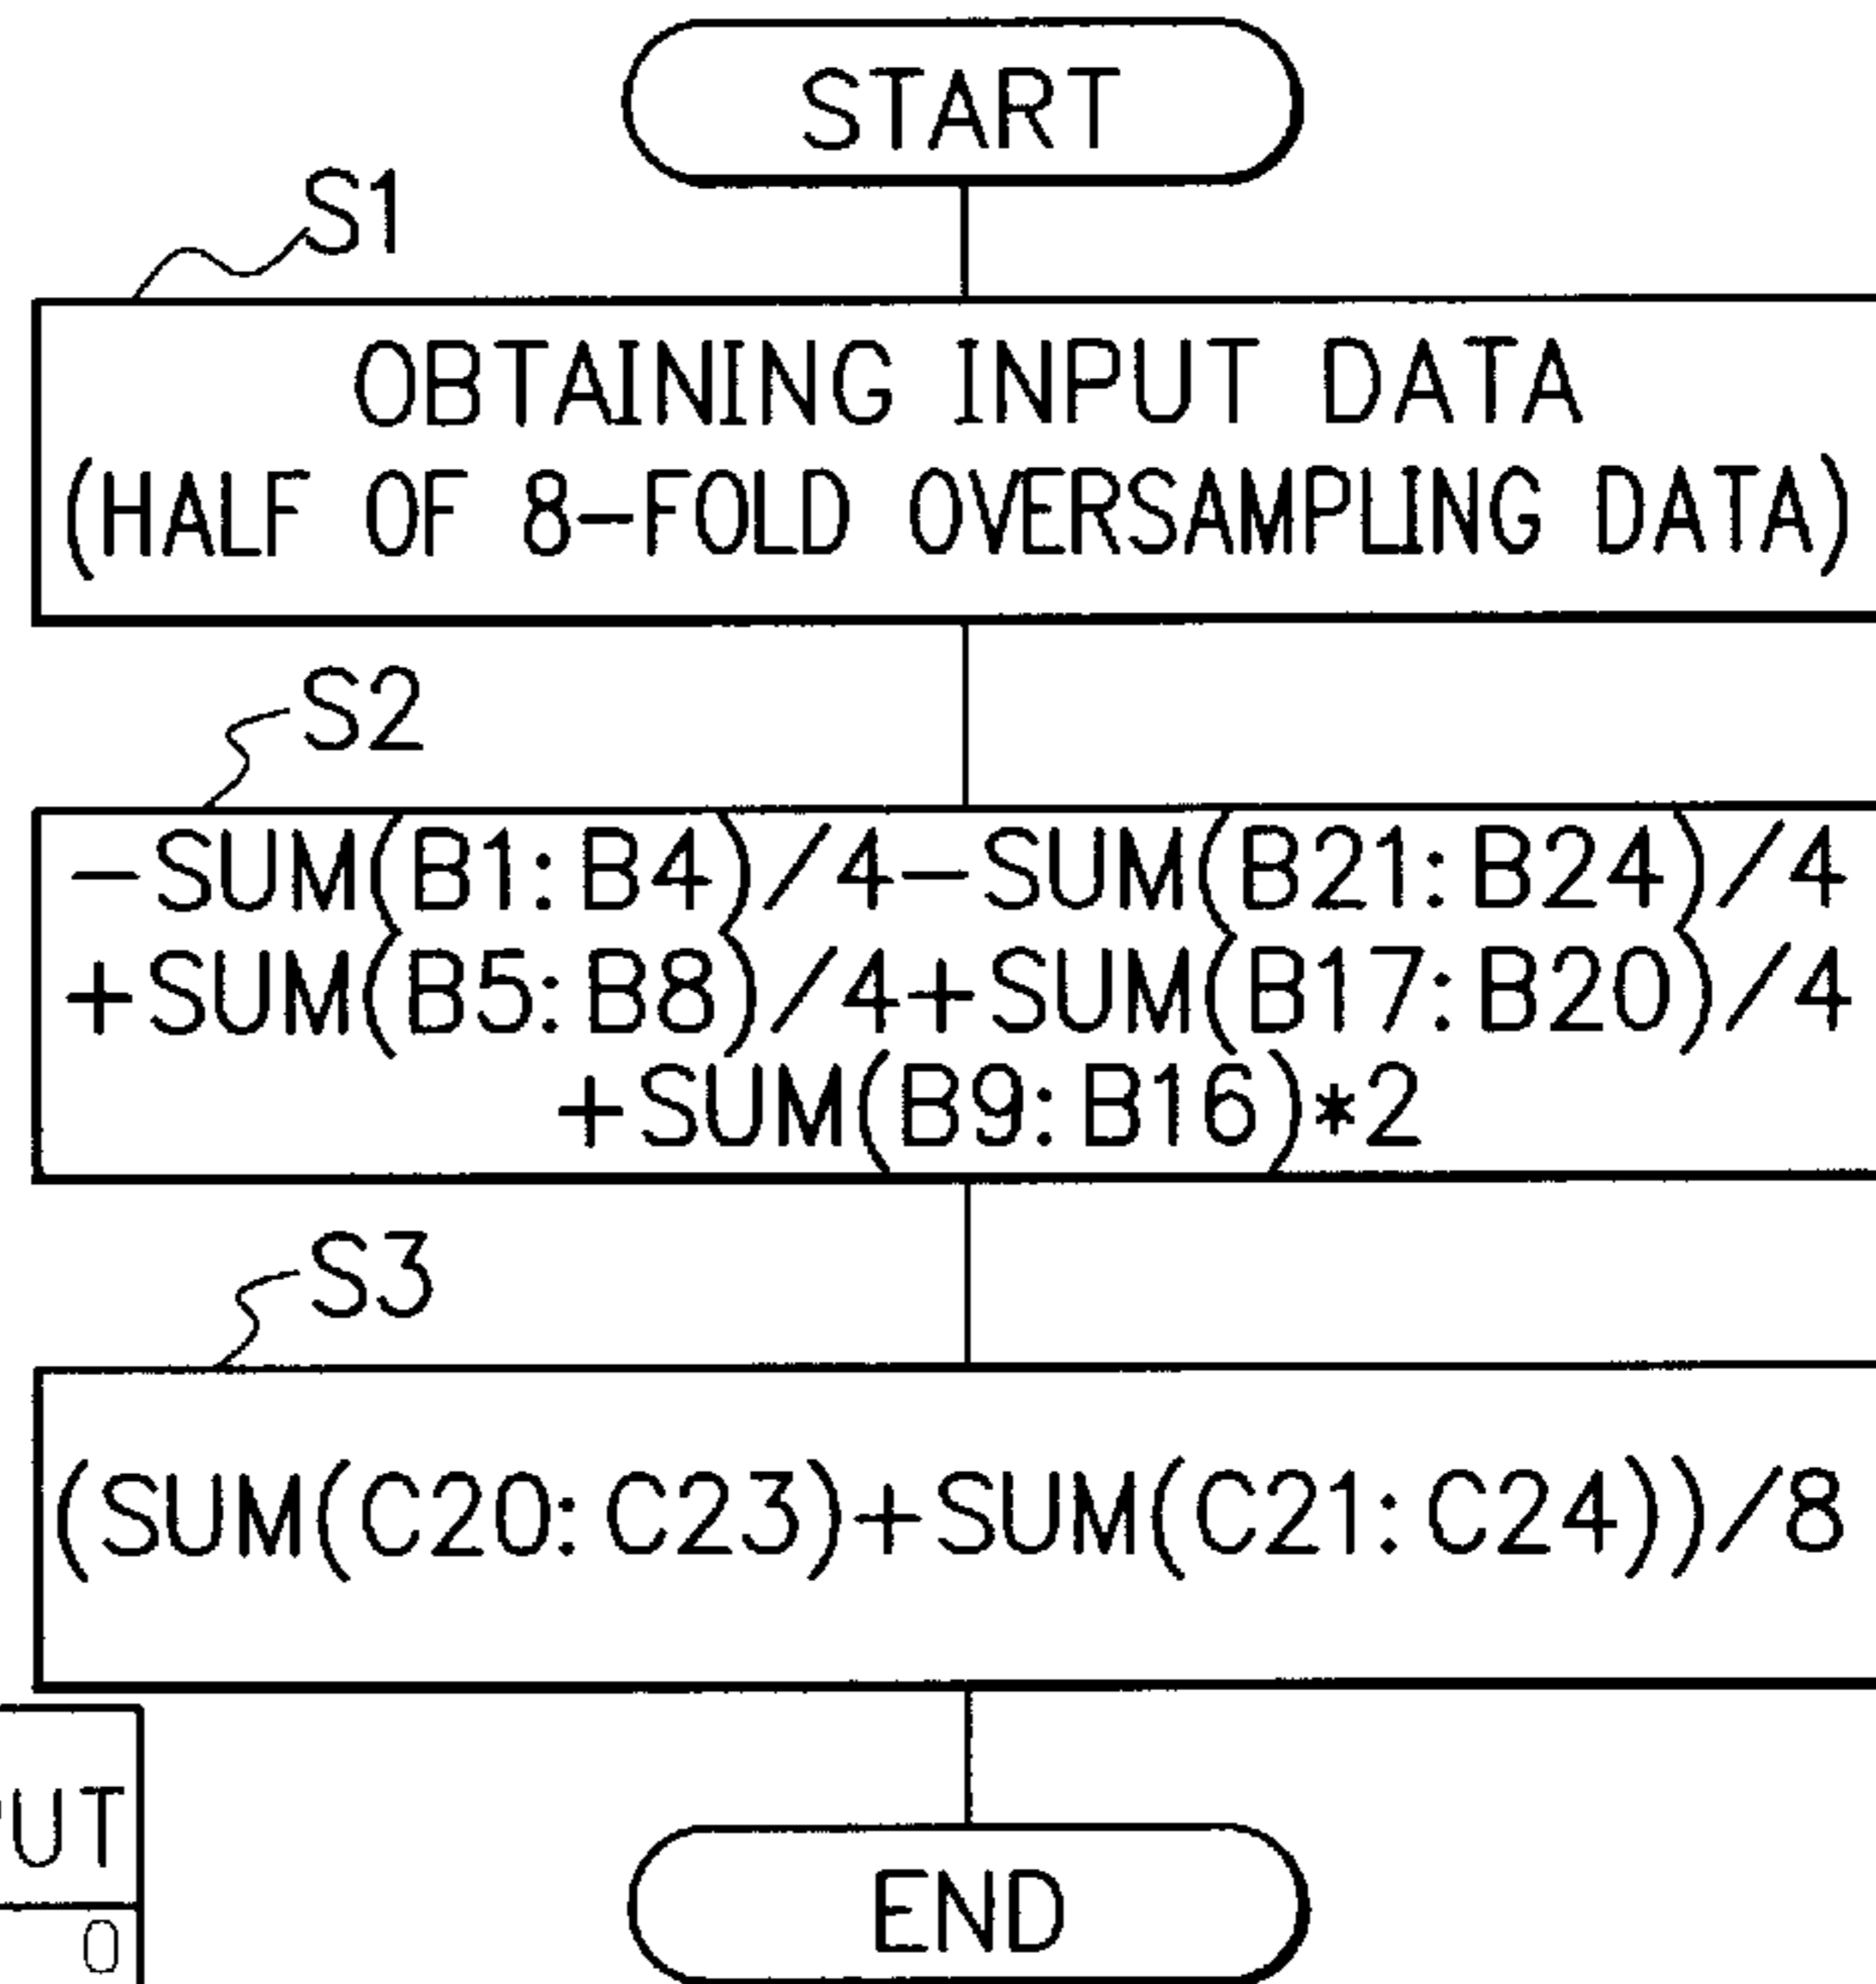 START
S1
OBTAINING INPUT DATA
(HALF OF 8-FOLD OVERSAMPLING DATA)
S2
-SUM(B1:B4)/4-SUM(B21:B24)/4
+SUM(B5:B8)/4+SUM(B17:B20)/4
+SUM(B9:B16)*2
S3
(SUM(C20:C23)+SUM(C21:C24))/8
END
0